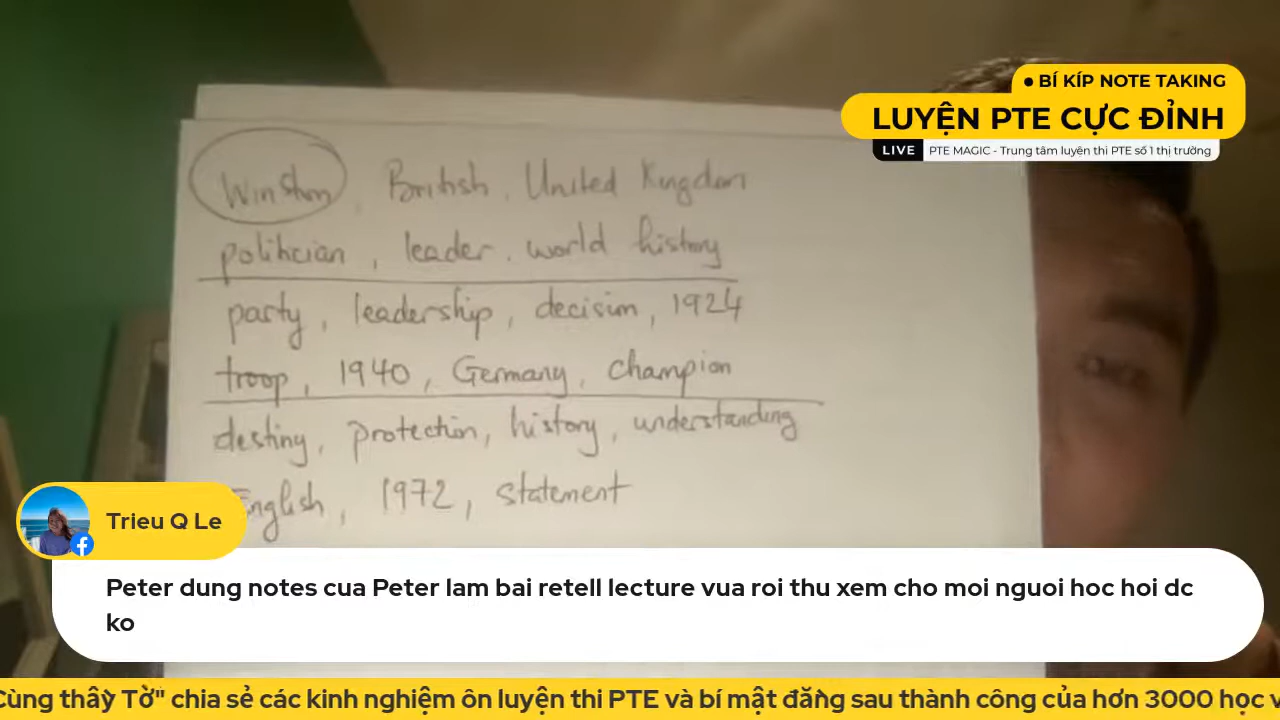 • BÍ KÍP NOTE TAKING
LUYỆN PTE CỰC ĐỈNH
LIVE PTE MAGIC - Trung tâm luyện thi PTE số 1 thị trường
Winston, British, United Kingdom
politician, leader. world history
party, leadership, decision, 1924
troop, 1940, Germany, champion
destiny, protection, history, understanding
English, 1972, statement
Trieu Q Le
Peter dung notes cua Peter lam bai retell lecture vua roi thu xem cho moi nguoi hoc hoi dc
ko
Cùng thầy Tờ" chia sẻ các kinh nghiệm ôn luyện thi PTE và bí mật đằng sau thành công của hơn 3000 học v